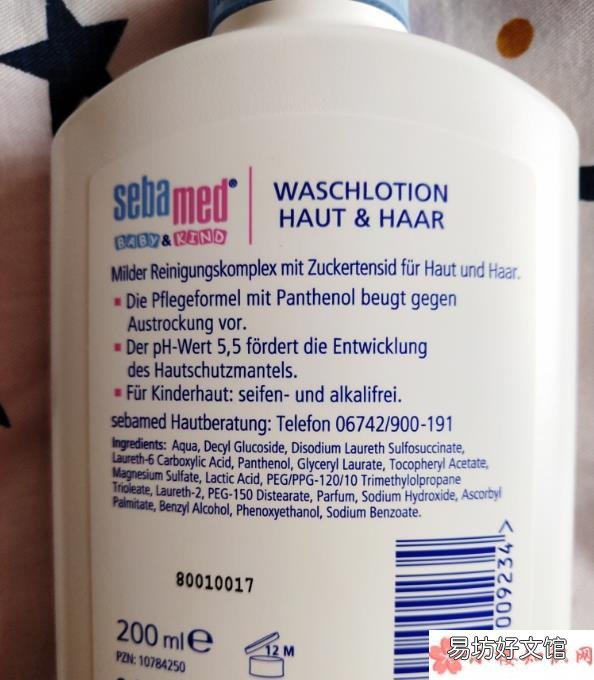 sebamed®
BABY & KIND
WASCHLOTION
HAUT & HAAR
Milder Reinigungskomplex mit Zuckertensid für Haut und Haar.
Die Pflegeformel mit Panthenol beugt gegen
Austrockung vor.
Der pH-Wert 5,5 fördert die Entwicklung
des Hautschutzmantels.
Für Kinderhaut: seifen- und alkalifrei.
sebamed Hautberatung: Telefon 06742/900-191
Ingredients: Aqua, Decyl Glucoside, Disodium Laureth Sulfosuccinate,
Laureth-6 Carboxylic Acid, Panthenol, Glyceryl Laurate, Tocopheryl Acetate,
Magnesium Sulfate, Lactic Acid, PEG/PPG-120/10 Trimethylolpropane
Trioleate, Laureth-2, PEG-150 Distearate, Parfum, Sodium Hydroxide, Ascorbyl
Palmitate, Benzyl Alcohol, Phenoxyethanol, Sodium Benzoate.
80010017
009234>
200 ml e
12 M
PZN: 10784250
易坊好文馆